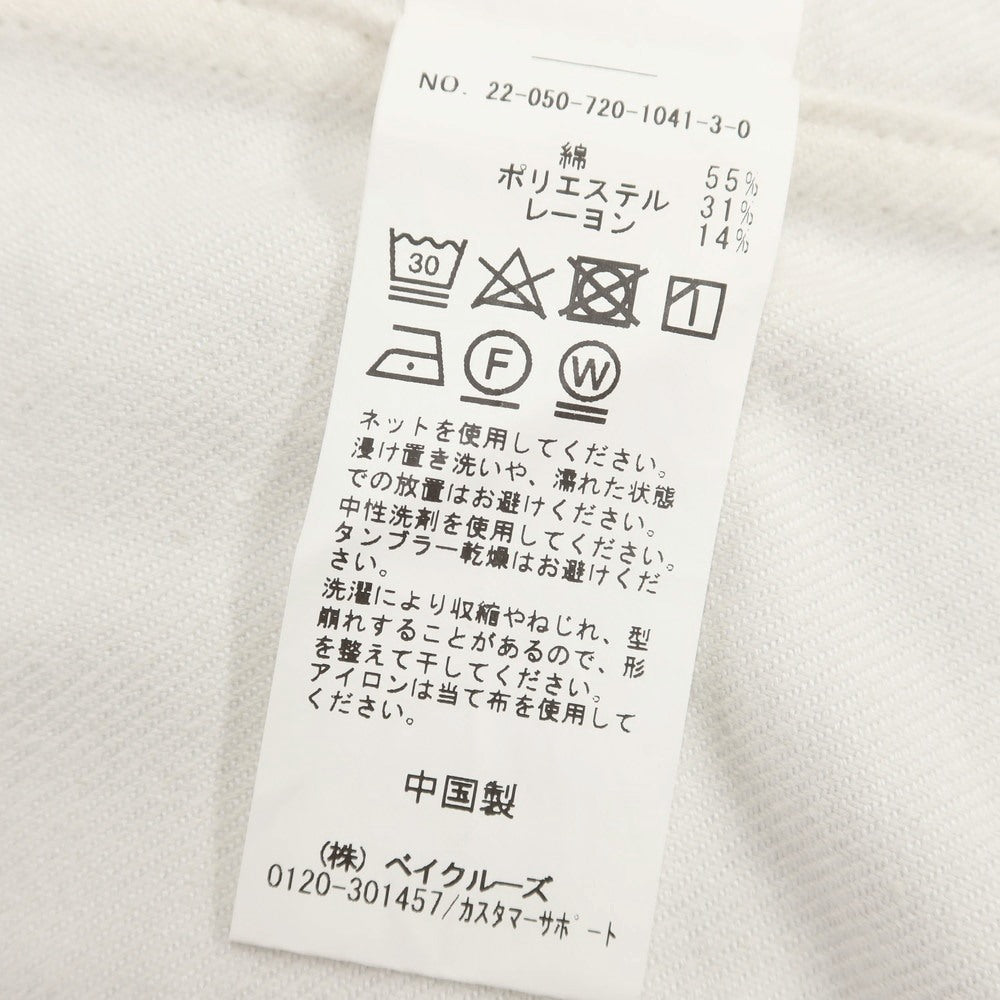 NO. 22-050-720-1041-3-0
綿 55%
ポリエステル 31%
レーヨン 14%
30
F W
ネットを使用してください。
浸け置き洗いや、濡れた状態
での放置はお避けください。
中性洗剤を使用してください。
タンブラー乾燥はお避けくだ
さい。
洗濯により収縮やねじれ、型
崩れすることがあるので、形
を整えて干してください。
アイロンは当て布を使用して
ください。
中国製
(株) ベイクルーズ
0120-301457/カスタマーサポート